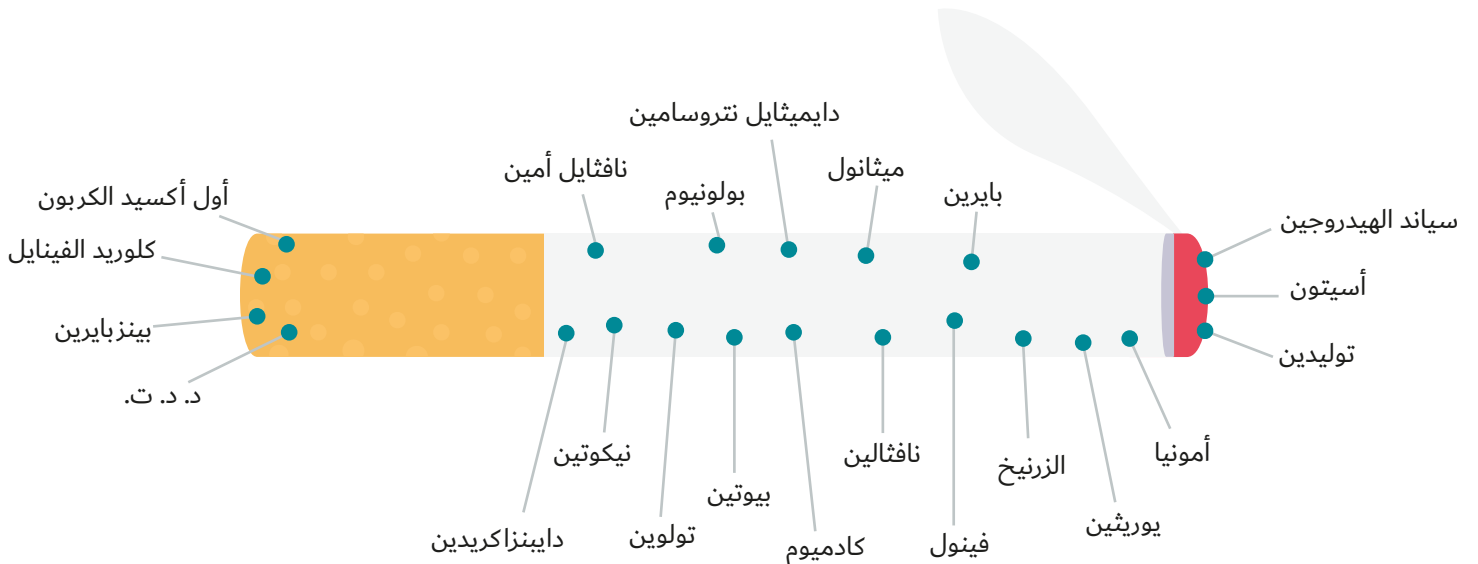 دايميثايل نتروسامين
ميثانول
نافثايل أمين
بولونيوم
بايرين
أول أكسيد الكربون
سياند الهيدروجين
كلوريد الفينايل
أسيتون
بينزبايرين
توليدين
د. د. ت.
أمونيا
نيكوتين
نافثالين
الزرنيخ
بيوتين
يوريثين
تولوين
دايبنزاكريدين
فينول
كادميوم